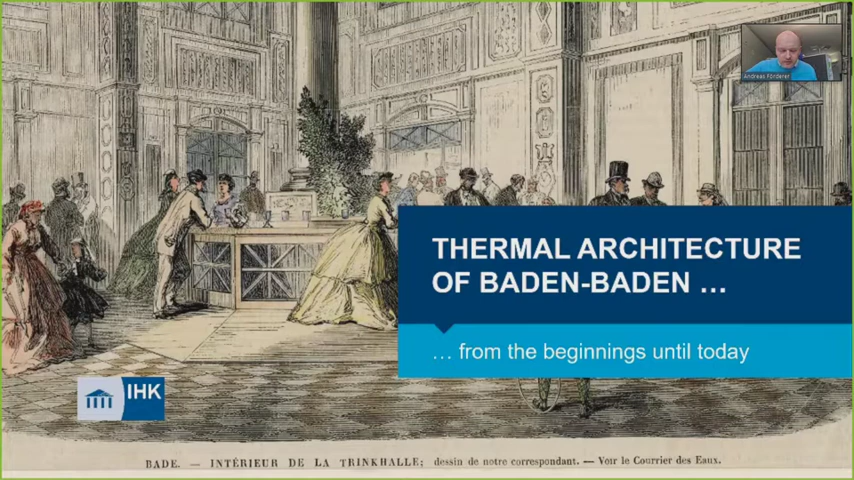 Andreas Förderer
THERMAL ARCHITECTURE
OF BADEN-BADEN ...
... from the beginnings until today
IHK
BADE. — INTÉRIEUR DE LA TRINKHALLE; dessin de notre correspondant. — Voir le Courrier des Eaux.